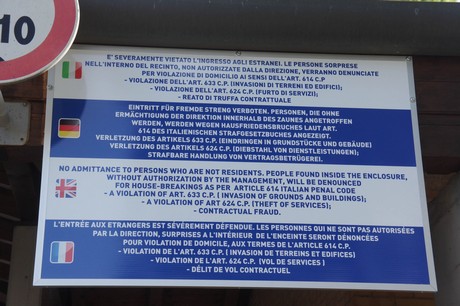 10
E' SEVERAMENTE VIETATO L'INGRESSO AGLI ESTRANEI. LE PERSONE SORPRESE
NELL'INTERNO DEL RECINTO, NON AUTORIZZATE DALLA DIREZIONE, VERRANNO DENUNCIATE
PER VIOLAZIONE DI DOMICILIO AI SENSI DELL'ART. 614 C.P
- VIOLAZIONE DELL'ART. 633 C.P. (INVASIONI DI TERRENI ED EDIFICI);
- VIOLAZIONE DELL'ART. 624 C.P. (FURTO DI SERVIZI);
- REATO DI TRUFFA CONTRATTUALE
EINTRITT FÜR FREMDE STRENG VERBOTEN. PERSONEN, DIE OHNE
ERMÄCHTIGUNG DER DIREKTION INNERHALB DES ZAUNES ANGETROFFEN
WERDEN, WERDEN WEGEN HAUSFRIEDENSBRUCHES LAUT ART.
614 DES ITALIENISCHEN STRAFGESETBUCHES ANGEZEIGT.
VERLETZUNG DES ARTIKELS 633 C.P. (EINDRINGEN IN GRUNDSTÜCKE UND GEBÄUDE)
VERLETZUNG DES ARTIKELS 624 C.P. (DIEBSTAHL VON DIENSTLEISTUNGEN);
STRAFBARE HANDLUNG VON VERTRAGSBETRÜGEREI.
NO ADMITTANCE TO PERSONS WHO ARE NOT RESIDENTS. PEOPLE FOUND INSIDE THE ENCLOSURE,
WITHOUT AUTHORIZATION BY THE MANAGEMENT, WILL BE DENOUNCED
FOR HOUSE-BREAKINGS AS PER ARTICLE 614 ITALIAN PENAL CODE
- A VIOLATION OF ART. 633 C.P. ( INVASION OF GROUNDS AND BUILDINGS);
- A VIOLATION OF ART 624 C.P. (THEFT OF SERVICES);
- CONTRACTUAL FRAUD.
L'ENTRÉE AUX ETRANGERS EST SÉVÈREMENT DÉFENDUE. LES PERSONNES QUI NE SONT PAS AUTORISÉES
PAR LA DIRECTION, SURPRISES A L'INTÉRIEUR DE L'ENCEINTE SERONT DÉNONCÉES
POUR VIOLATION DE DOMICILE, AUX TERMES DE L'ARTICLE 614 C.P.
- VIOLATION DE L'ART. 633 C.P. ( INVASION DE TERREINS ET EDIFICES)
- VIOLATION DE L'ART. 624 C.P. (VOL DE SERVICES )
- DÉLIT DE VOL CONTRACTUEL